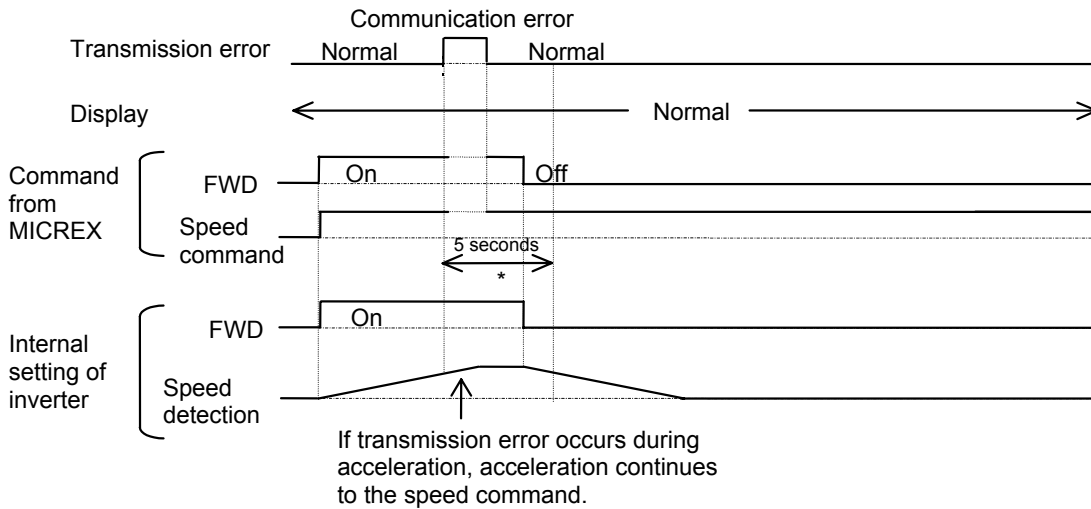 Communication error
Transmission error
Normal
Normal
Display
Normal
Command
from
MICREX
FWD
On
Off
Speed
command
5 seconds
*
Internal
setting of
inverter
FWD
On
Speed
detection
If transmission error occurs during
acceleration, acceleration continues
to the speed command.